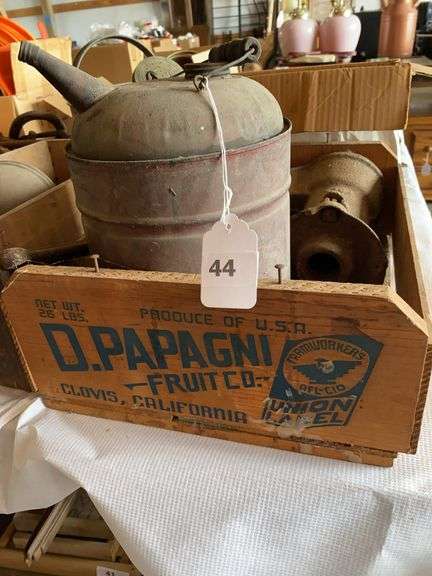 44
NET WT.
26 LBS.
PRODUCE OF U.S.A.
D. PAPAGNI
FRUIT CO.
CLOVIS, CALIFORNIA
FARMWORKERS
AFL-CIO
UNION
LABEL